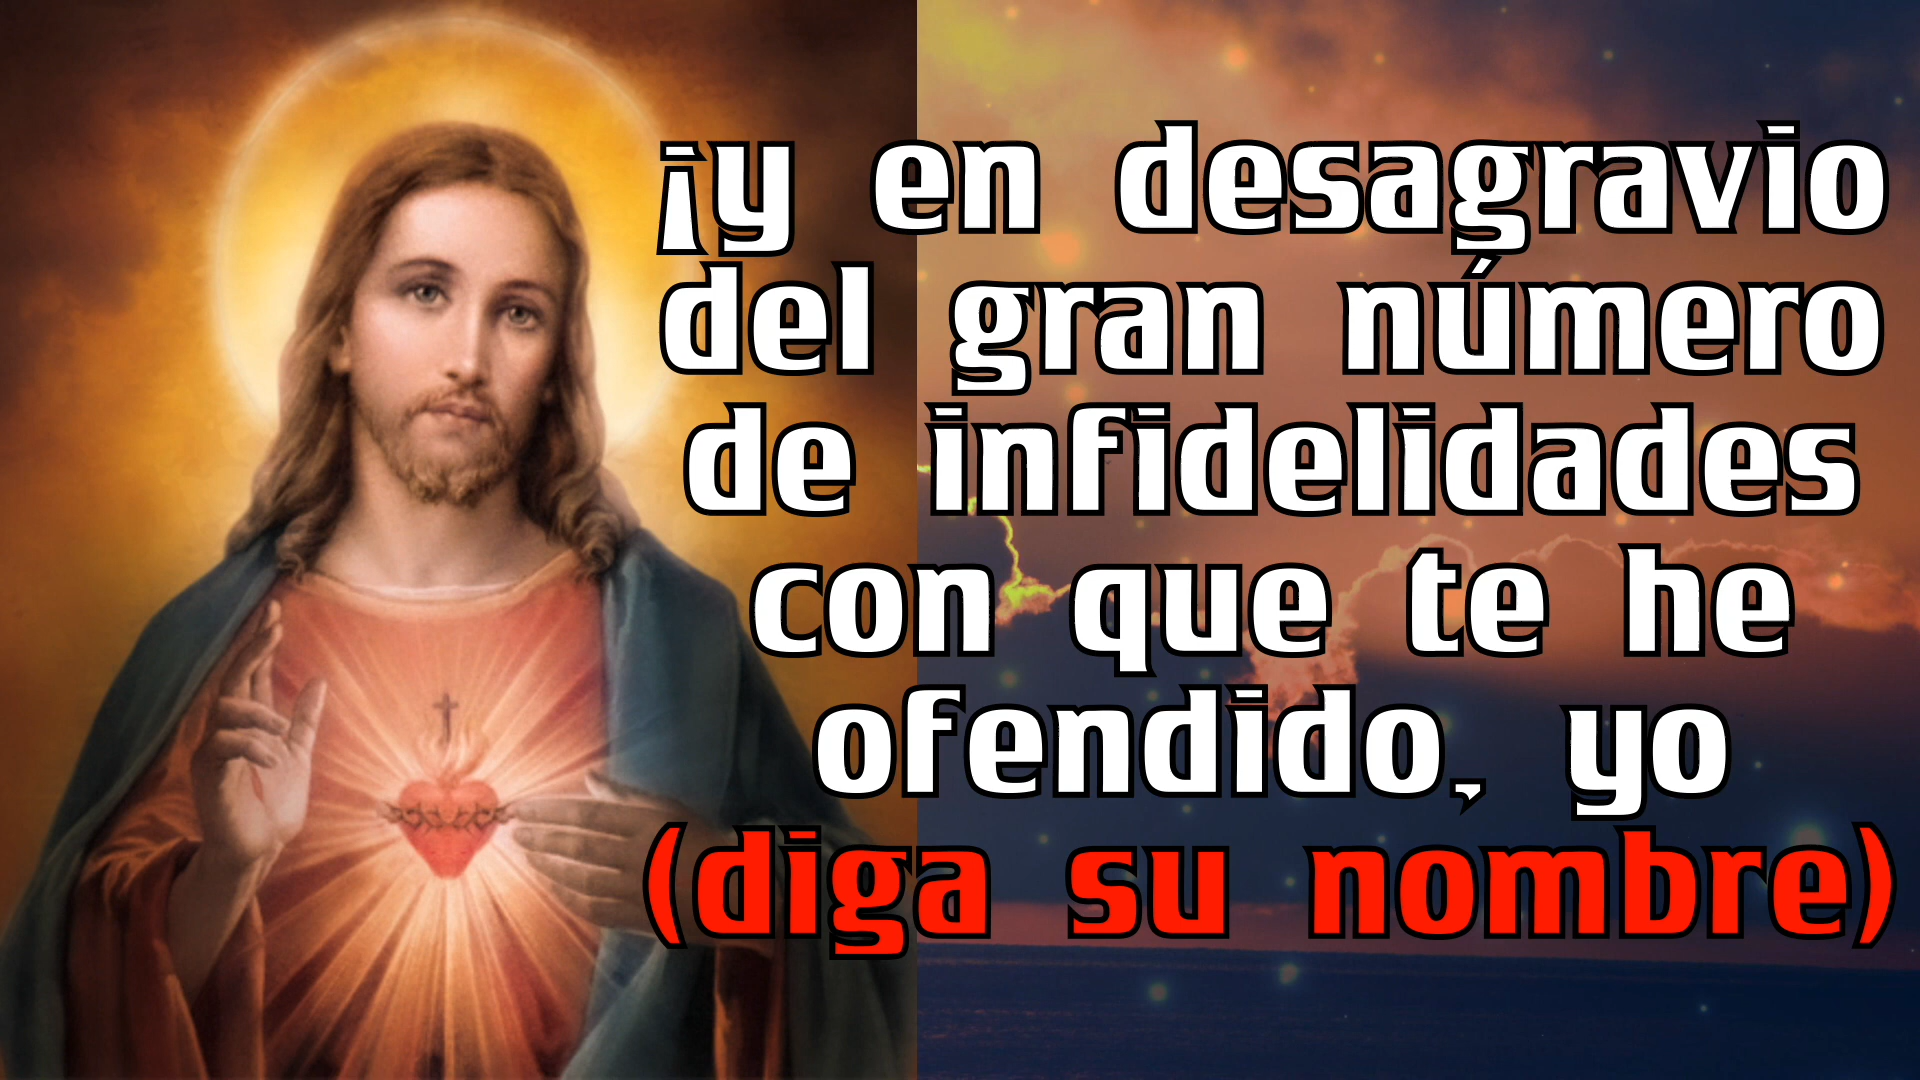 ¡y en desagravio
del gran número
de infidelidades
con que te he
ofendido, yo
(diga su nombre)